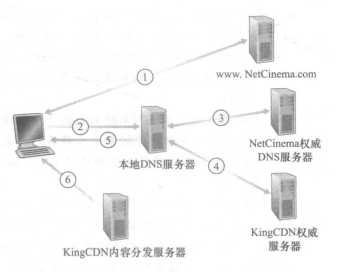 ①
www. NetCinema.com
②
③
⑤
NetCinema权威
DNS服务器
本地DNS服务器
④
⑥
KingCDN权威
服务器
KingCDN内容分发服务器